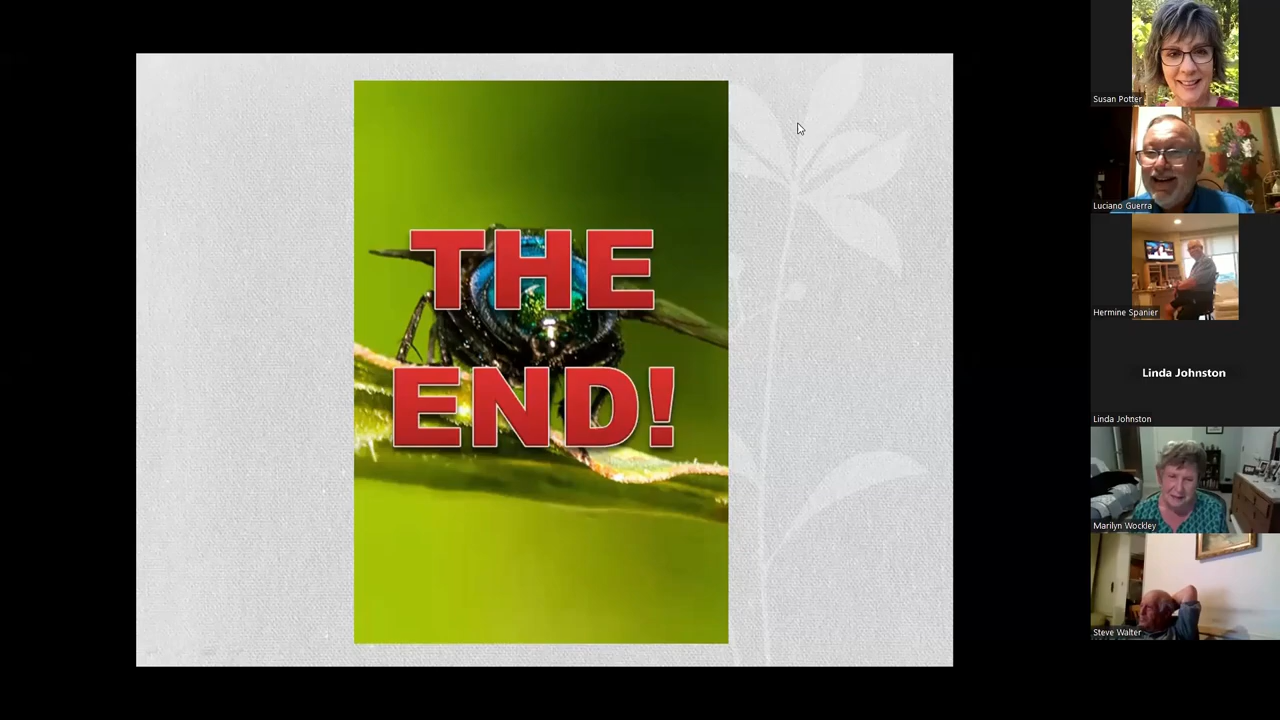 THE
END!
Susan Potter
Luciano Guerra
Hermine Spanier
Linda Johnston
Linda Johnston
Marilyn Wockley
Steve Walter